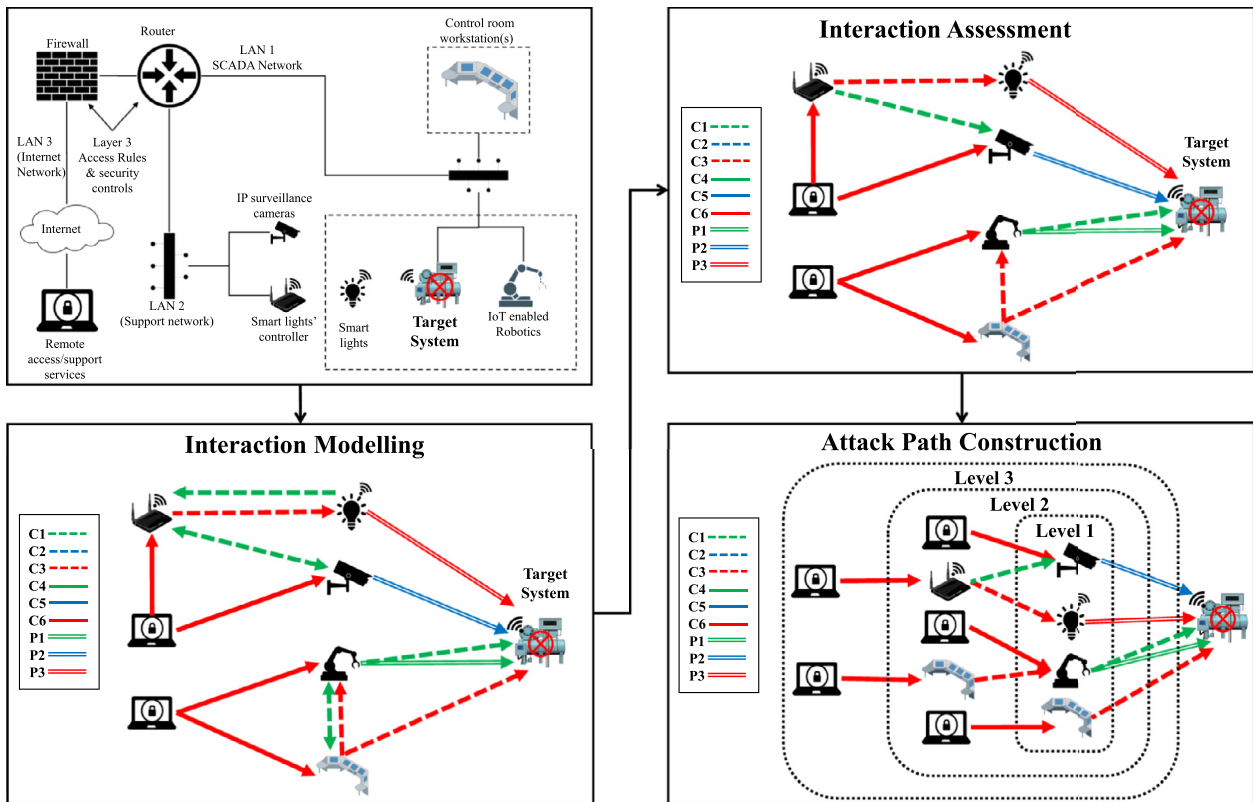 Firewall
Router
LAN 1
SCADA Network
Control room
workstation(s)
LAN 3
(Internet
Network)
Layer 3
Access Rules
& security
controls
Internet
IP surveillance
cameras
LAN 2
(Support network)
Smart lights'
controller
Smart
lights
Target
System
IoT enabled
Robotics
Remote
access/support
services
Interaction Assessment
C1
C2
C3
C4
C5
C6
P1
P2
P3
Target
System
Interaction Modelling
C1
C2
C3
C4
C5
C6
P1
P2
P3
Target
System
Attack Path Construction
Level 3
Level 2
Level 1
C1
C2
C3
C4
C5
C6
P1
P2
P3